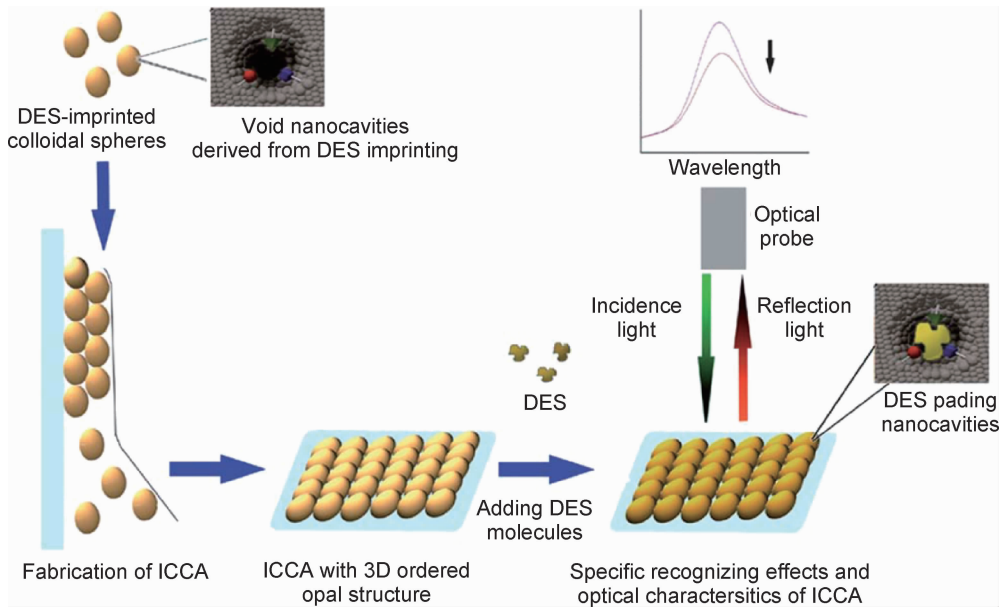 DES-imprinted
colloidal spheres
Void nanocavities
derived from DES imprinting
Wavelength
Optical
probe
Incidence
light
Reflection
light
DES
DES pading
nanocavities
Adding DES
molecules
Fabrication of ICCA
ICCA with 3D ordered
opal structure
Specific recognizing effects and
optical charactersitics of ICCA